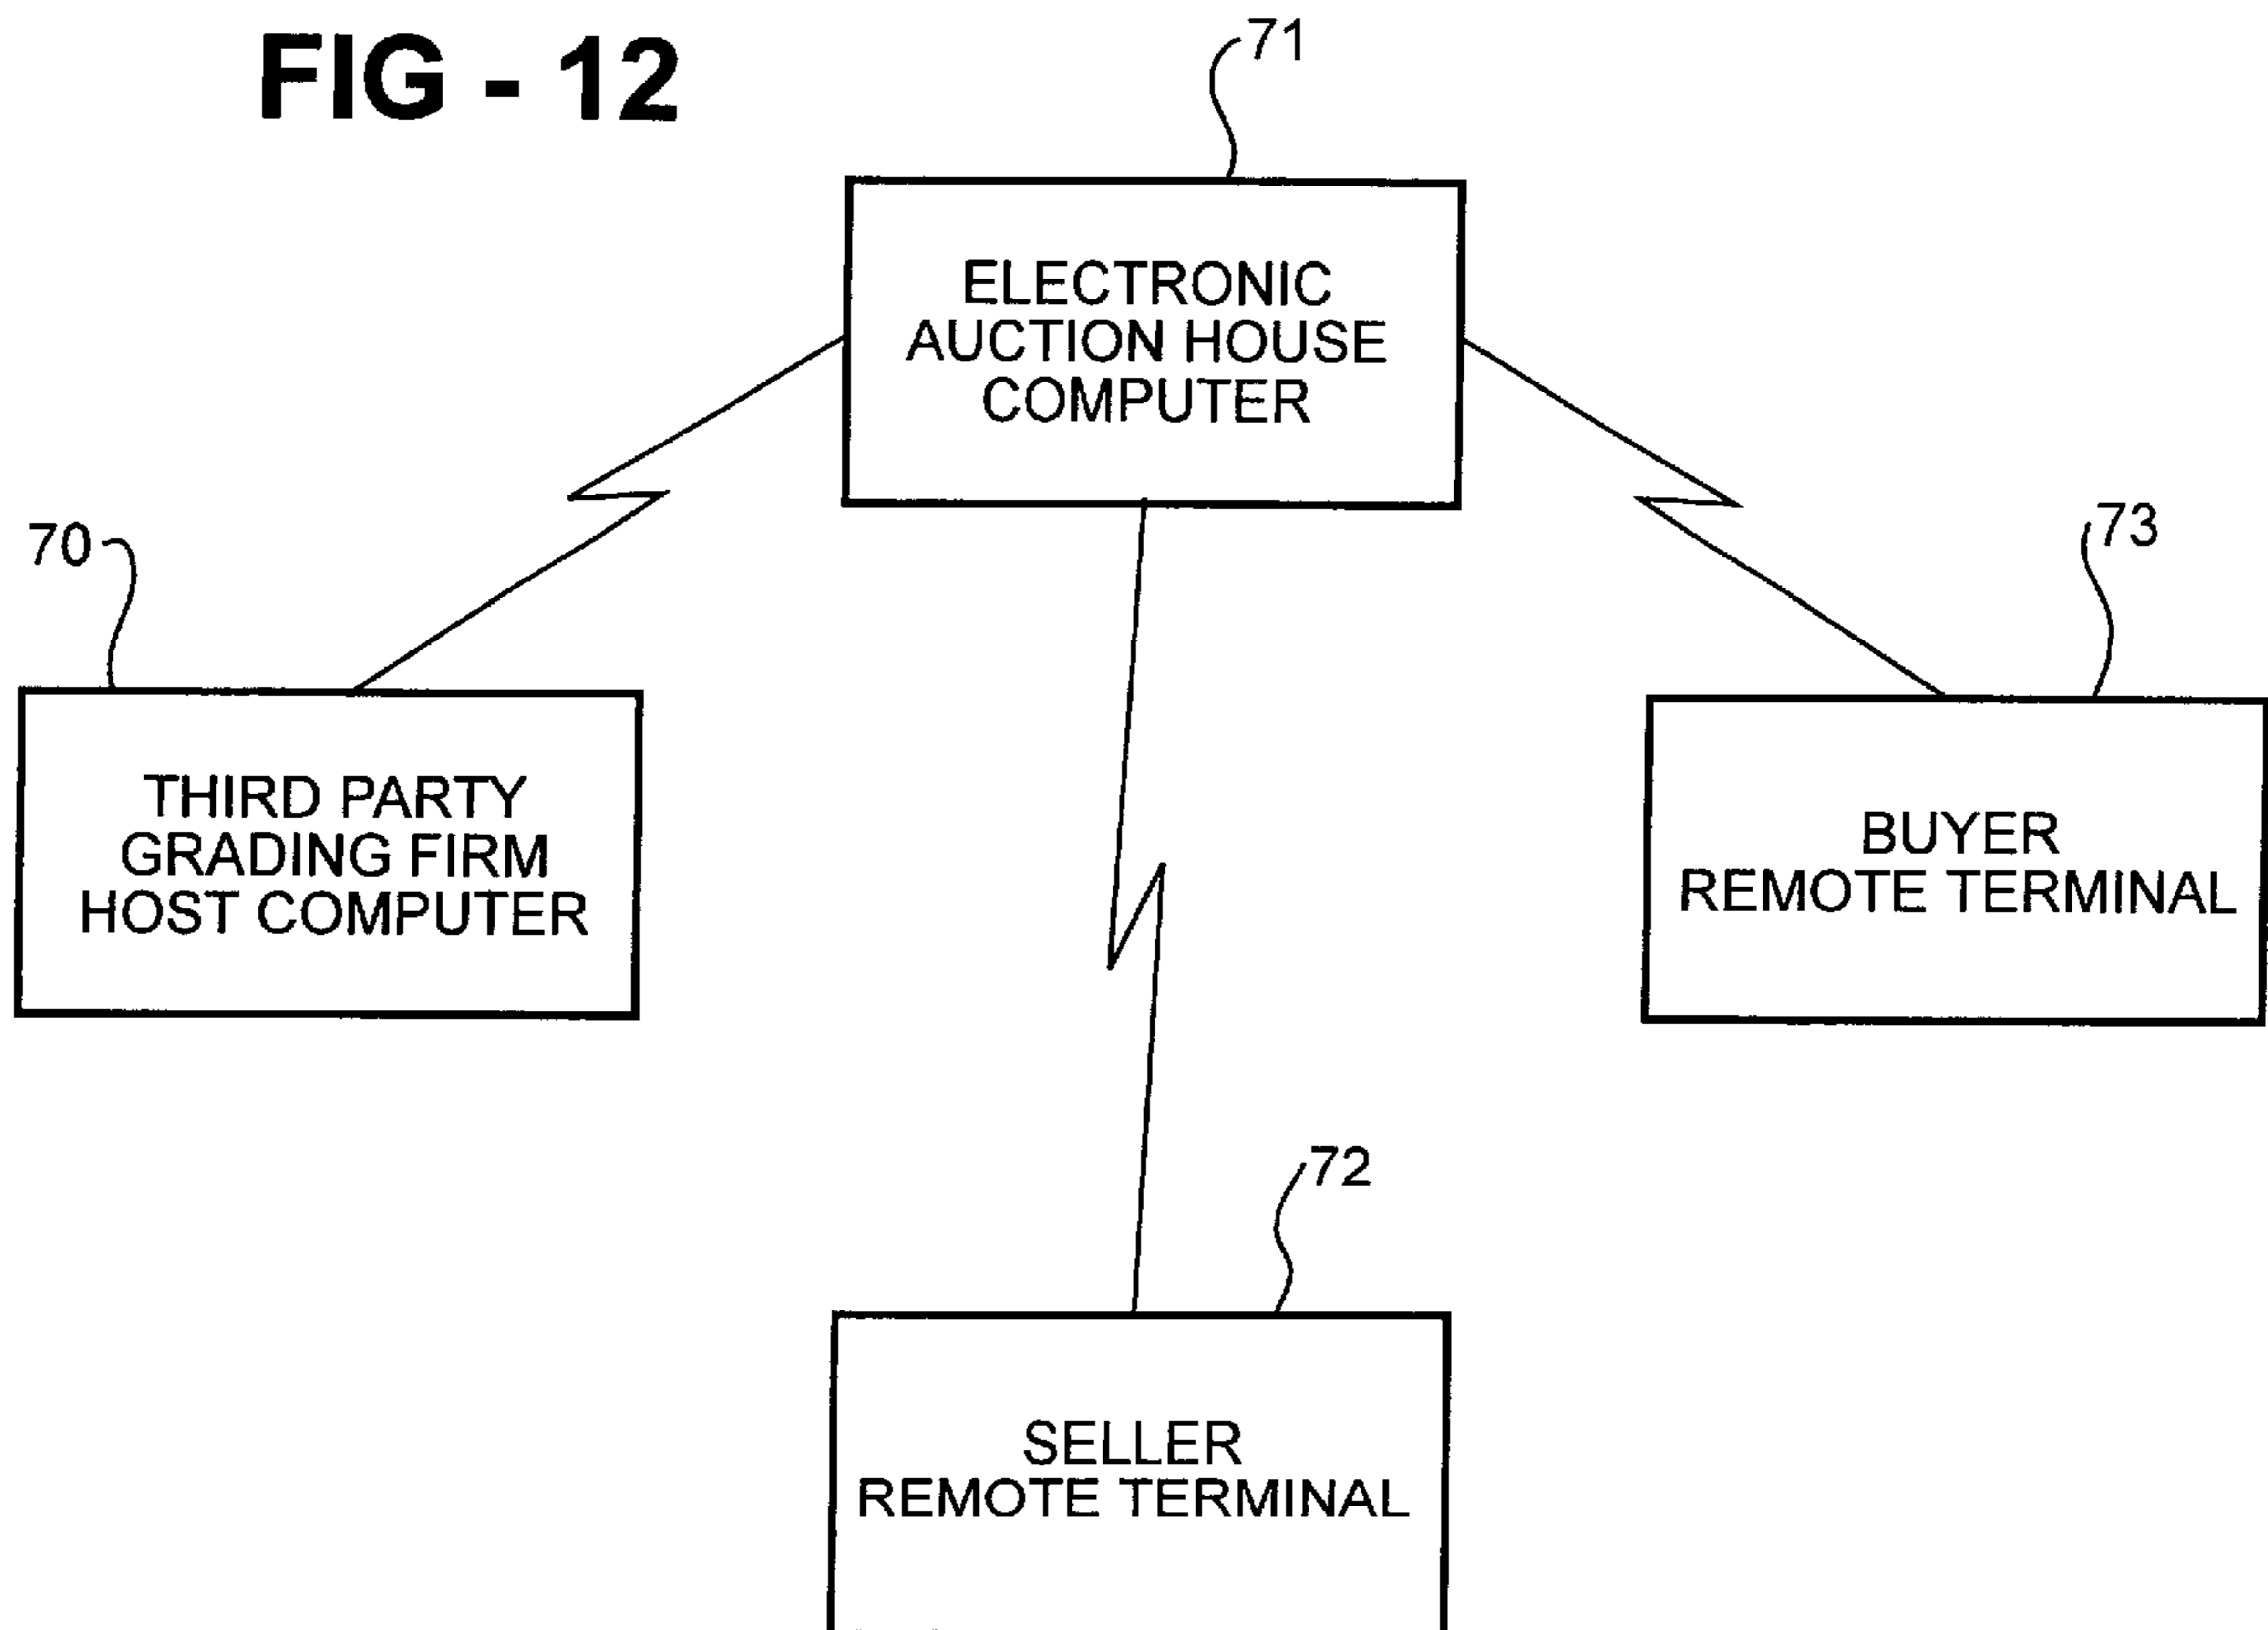 FIG - 12
71
ELECTRONIC
AUCTION HOUSE
COMPUTER
70
73
THIRD PARTY
GRADING FIRM
HOST COMPUTER
BUYER
REMOTE TERMINAL
72
SELLER
REMOTE TERMINAL